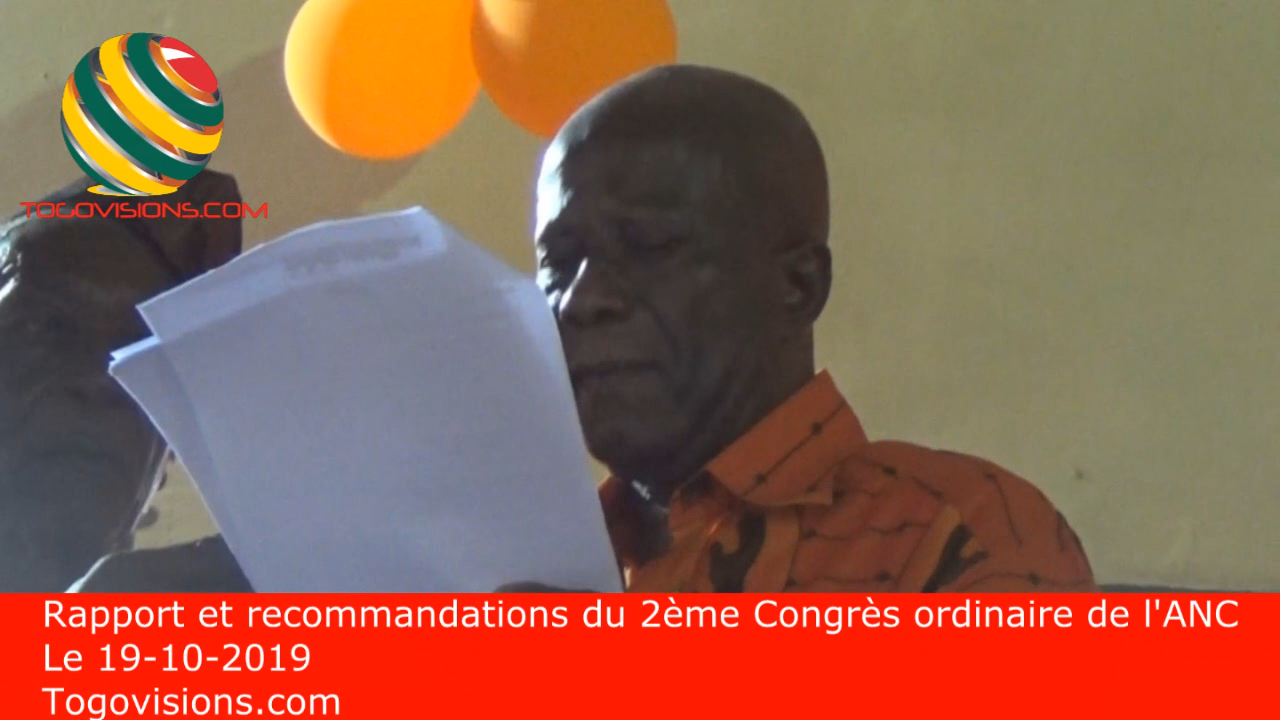 TOGOVISIONS.COM
Rapport et recommandations du 2ème Congrès ordinaire de l'ANC
Le 19-10-2019
Togovisions.com